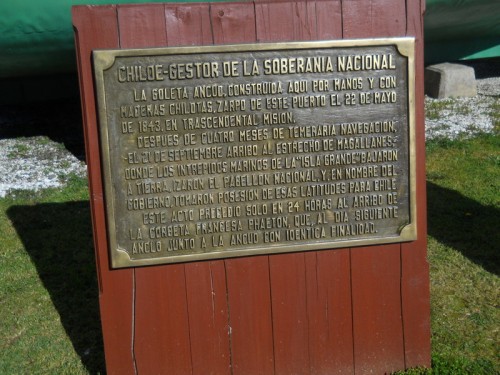 CHILOE-GESTOR DE LA SOBERANIA NACIONAL
LA GOLETA ANCUD, CONSTRUIDA AQUI POR MANOS Y CON
MADERAS CHILOTAS, ZARPO DE ESTE PUERTO EL 22 DE MAYO
DE 1843, EN TRASCENDENTAL MISION.
DESPUES DE CUATRO MESES DE TEMERARIA NAVEGACION,
EL 21 DE SEPTIEMBRE ARRIBO AL ESTRECHO DE MAGALLANES
DONDE LOS INTREPIDOS MARINOS DE LA "ISLA GRANDE" BAJARON
A TIERRA, IZARON EL PABELLON NACIONAL Y, EN NOMBRE DEL
GOBIERNO, TOMARON POSESION DE ESAS LATITUDES PARA CHILE
ESTE ACTO PRECEDIO SOLO EN 24 HORAS AL ARRIBO DE
LA CORBETA FRANCESA PHAETON QUE, AL DIA SIGUIENTE
ANCLO JUNTO A LA ANCUD CON IDENTICA FINALIDAD.